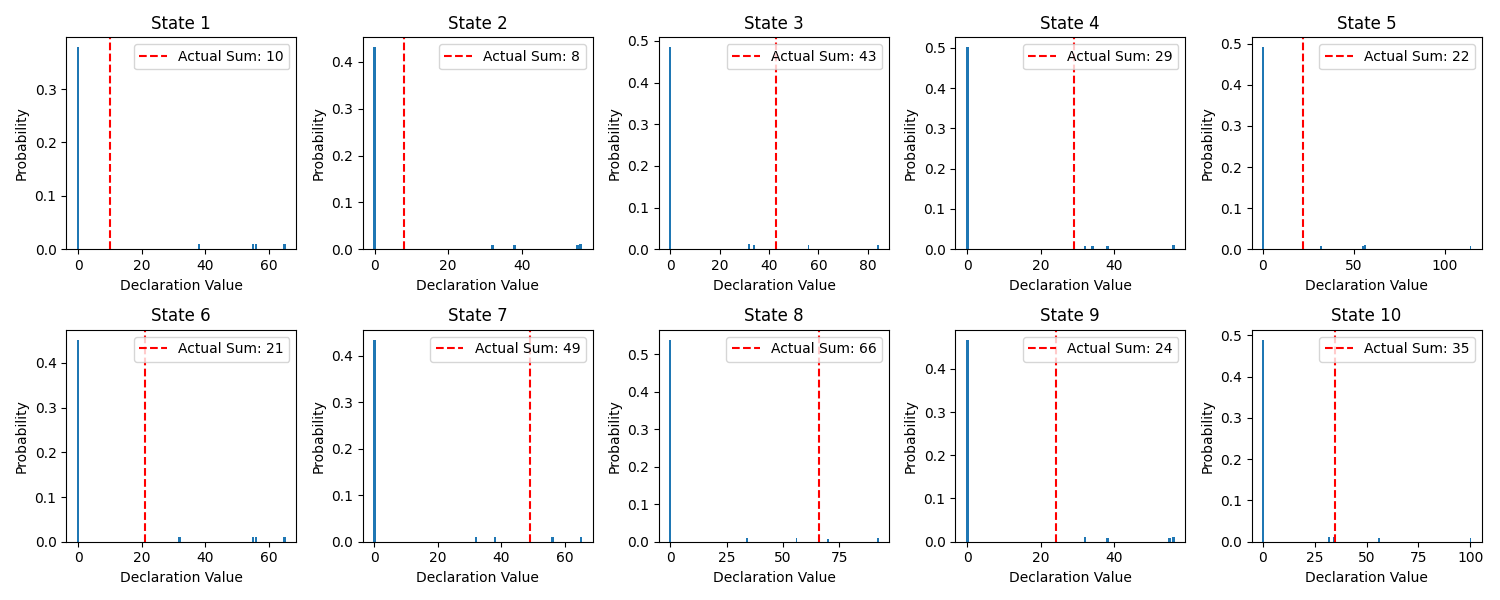 State 1
State 2
State 3
State 4
State 5
Actual Sum: 10
Actual Sum: 8
Actual Sum: 43
Actual Sum: 29
Actual Sum: 22
Probability
0.0
0.1
0.2
0.3
0 20 40 60
Declaration Value
Probability
0.0
0.1
0.2
0.3
0.4
0 20 40
Declaration Value
Probability
0.0
0.1
0.2
0.3
0.4
0.5
0 20 40 60 80
Declaration Value
Probability
0.0
0.1
0.2
0.3
0.4
0.5
0 20 40
Declaration Value
Probability
0.0
0.1
0.2
0.3
0.4
0.5
0 50 100
Declaration Value
State 6
State 7
State 8
State 9
State 10
Actual Sum: 21
Actual Sum: 49
Actual Sum: 66
Actual Sum: 24
Actual Sum: 35
Probability
0.0
0.1
0.2
0.3
0.4
0 20 40 60
Declaration Value
Probability
0.0
0.1
0.2
0.3
0.4
0 20 40 60
Declaration Value
Probability
0.0
0.1
0.2
0.3
0.4
0.5
0 25 50 75
Declaration Value
Probability
0.0
0.1
0.2
0.3
0.4
0 20 40
Declaration Value
Probability
0.0
0.1
0.2
0.3
0.4
0.5
0 25 50 75 100
Declaration Value